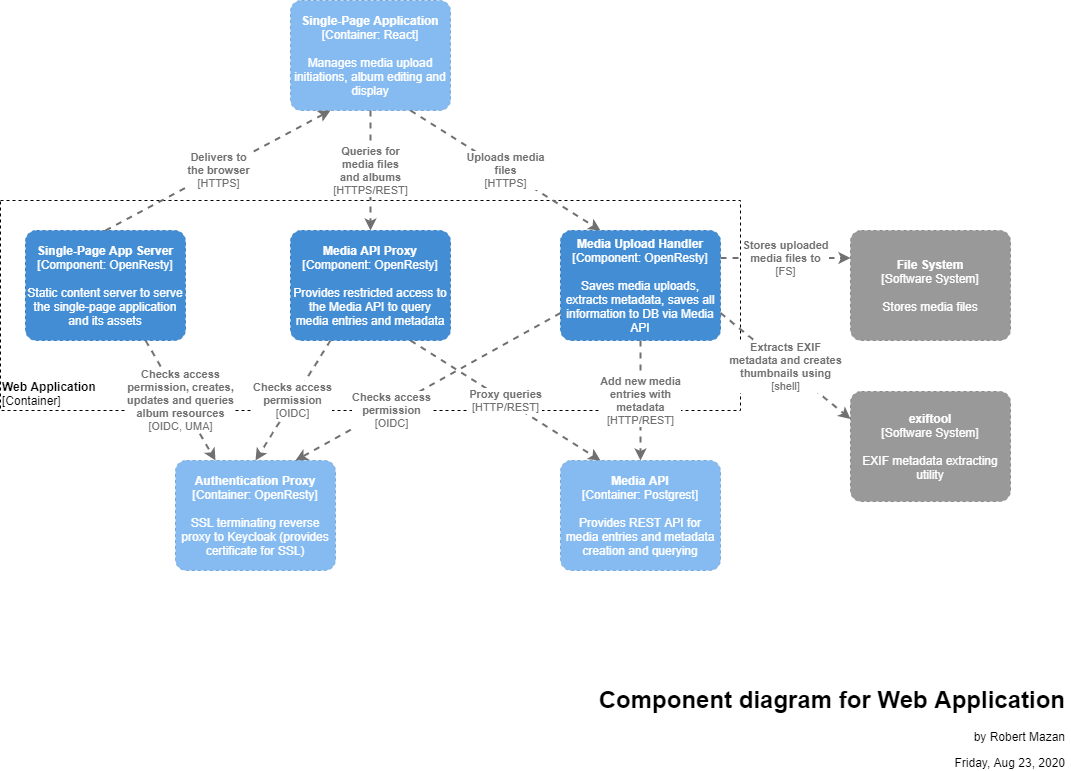 Single-Page Application
[Container: React]
Manages media upload
initiations, album editing and
display
Delivers to
the browser
[HTTPS]
Queries for
media files
and albums
[HTTPS/REST]
Uploads media
files
[HTTPS]
Single-Page App Server
[Component: OpenResty]
Static content server to serve
the single-page application
and its assets
Media API Proxy
[Component: OpenResty]
Provides restricted access to
the Media API to query
media entries and metadata
Media Upload Handler
[Component: OpenResty]
Saves media uploads,
extracts metadata, saves all
information to DB via Media
API
Stores uploaded
media files to
[FS]
File System
[Software System]
Stores media files
Web Application
[Container]
Checks access
permission, creates,
updates and queries
album resources
[OIDC, UMA]
Checks access
permission
[OIDC]
Checks access
permission
[OIDC]
Proxy queries
[HTTP/REST]
Add new media
entries with
metadata
[HTTP/REST]
Extracts EXIF
metadata and creates
thumbnails using
[shell]
exiftool
[Software System]
EXIF metadata extracting
utility
Authentication Proxy
[Container: OpenResty]
SSL terminating reverse
proxy to Keycloak (provides
certificate for SSL)
Media API
[Container: Postgrest]
Provides REST API for
media entries and metadata
creation and querying
Component diagram for Web Application
by Robert Mazan
Friday, Aug 23, 2020